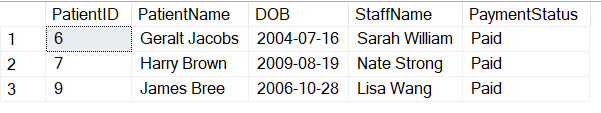 PatientID PatientName DOB StaffName PaymentStatus
1 6 Geralt Jacobs 2004-07-16 Sarah William Paid
2 7 Harry Brown 2009-08-19 Nate Strong Paid
3 9 James Bree 2006-10-28 Lisa Wang Paid